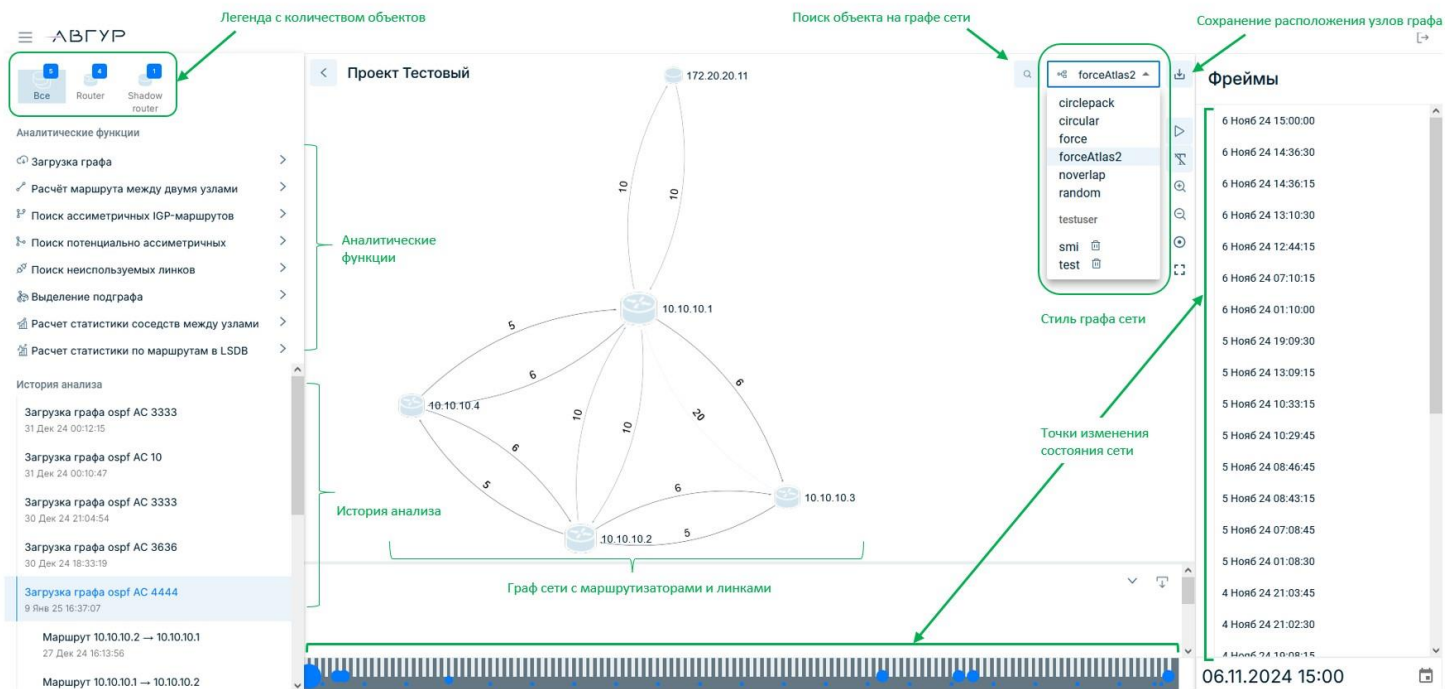 Легенда с количеством объектов
Поиск объекта на графе сети
Сохранение расположения узлов графа
АВГУР
5
4
1
Все
Router
Shadow
router
Аналитические функции
Загрузка графа
Расчёт маршрута между двумя узлами
Поиск ассиметричных IGP-маршрутов
Поиск потенциально ассиметричных
Поиск неиспользуемых линков
Выделение подграфа
Расчет статистики соседств между узлами
Расчет статистики по маршрутам в LSDB
История анализа
Загрузка графа ospf АС 3333
31 Дек 24 00:12:15
Загрузка графа ospf АС 10
31 Дек 24 00:10:47
Загрузка графа ospf АС 3333
30 Дек 24 21:04:54
Загрузка графа ospf АС 3636
30 Дек 24 18:33:19
Загрузка графа ospf АС 4444
9 Янв 25 16:37:07
Маршрут 10.10.10.2 → 10.10.10.1
27 Дек 24 16:13:56
Маршрут 10.10.10.1 → 10.10.10.2
Проект Тестовый
172.20.20.11
10
10
Аналитические
функции
10.10.10.1
5
6
6
10.10.10.4
10
10
20
6
5
6
10.10.10.3
10.10.10.2
5
История анализа
Граф сети с маршрутизаторами и линками
forceAtlas2
circlepack
circular
force
forceAtlas2
noverlap
random
testuser
smi
test
Стиль графа сети
Точки изменения
состояния сети
Фреймы
6 Нояб 24 15:00:00
6 Нояб 24 14:36:30
6 Нояб 24 14:36:15
6 Нояб 24 13:10:30
6 Нояб 24 12:44:15
6 Нояб 24 07:10:15
6 Нояб 24 01:10:00
5 Нояб 24 19:09:30
5 Нояб 24 13:09:15
5 Нояб 24 10:33:15
5 Нояб 24 10:29:45
5 Нояб 24 08:46:45
5 Нояб 24 08:43:15
5 Нояб 24 07:08:45
5 Нояб 24 01:08:30
4 Нояб 24 21:03:45
4 Нояб 24 21:02:30
4 Нояб 24 19:08:15
06.11.2024 15:00